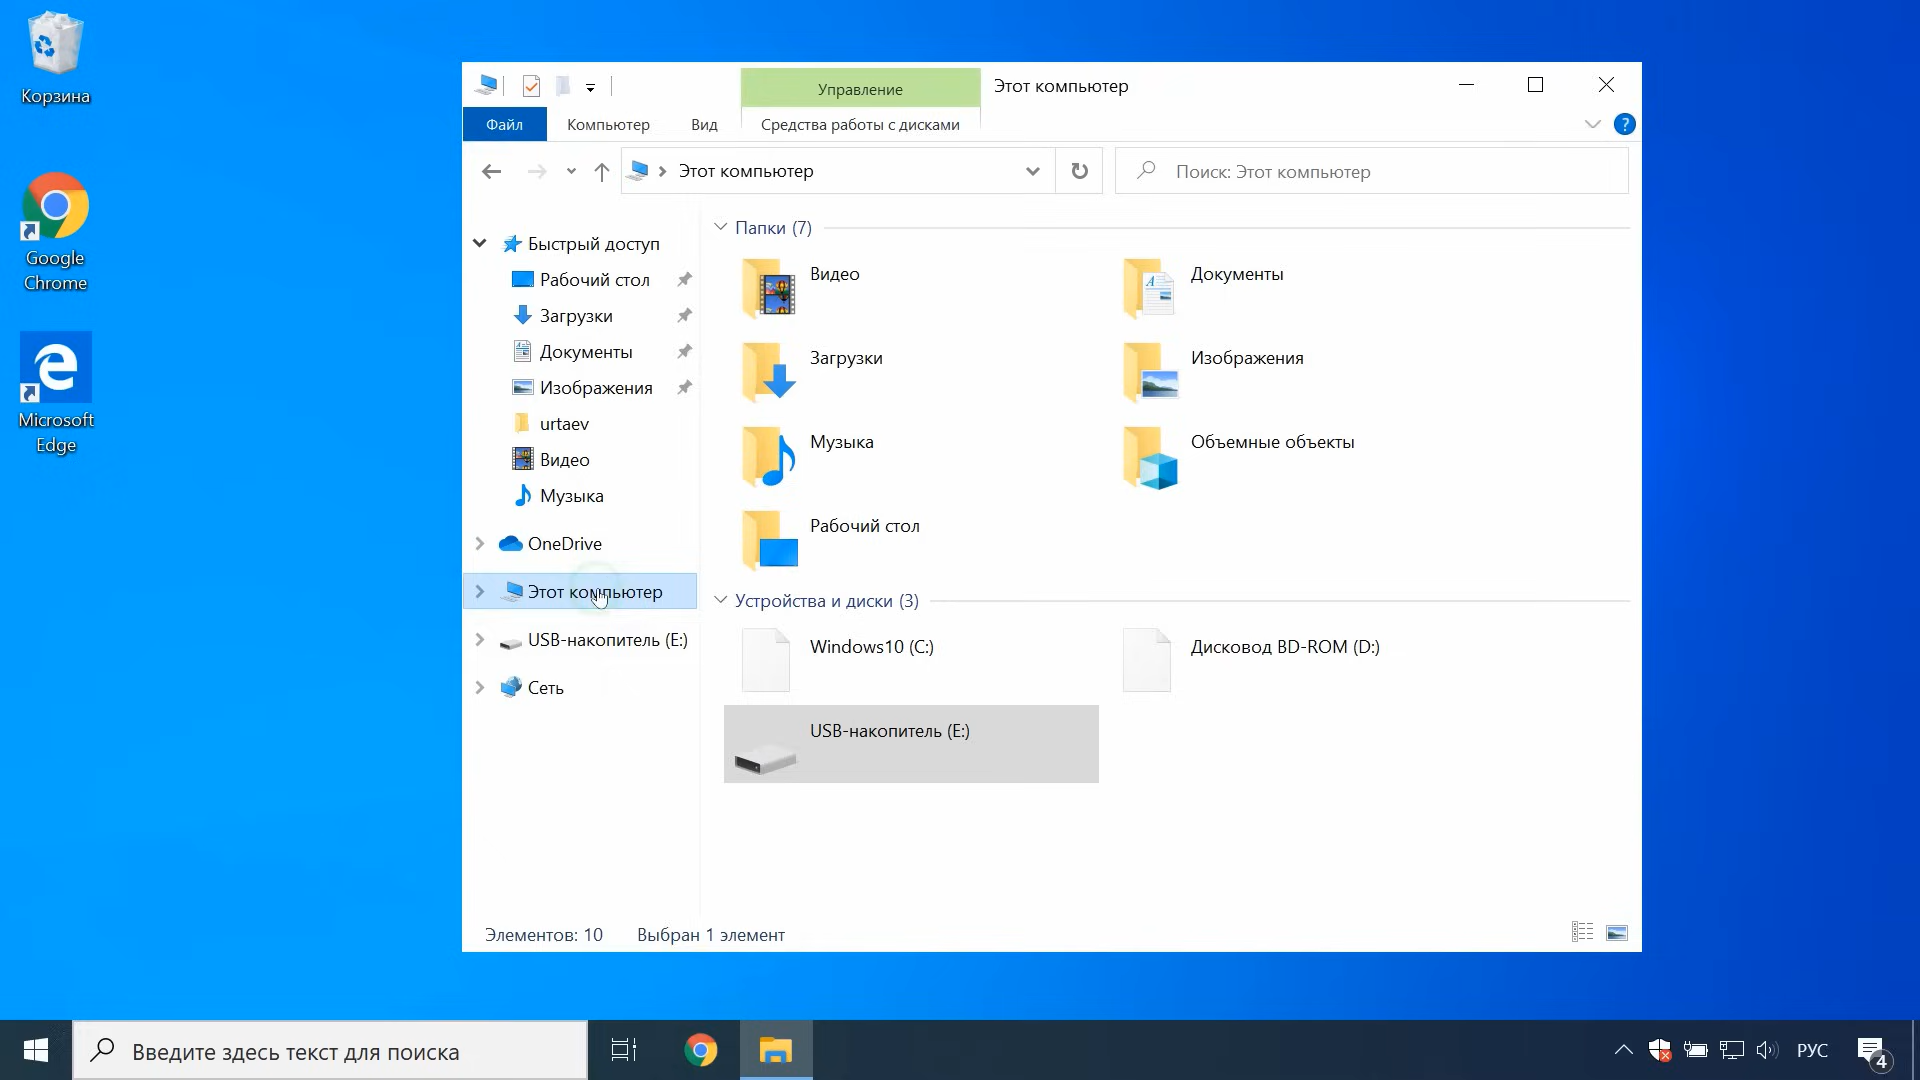 Корзина
Google
Chrome
Microsoft
Edge
Управление
Этот компьютер
Файл
Компьютер
Вид
Средства работы с дисками
?
Этот компьютер
Поиск: Этот компьютер
Быстрый доступ
Рабочий стол
Загрузки
Документы
Изображения
urtaev
Видео
Музыка
OneDrive
Этот компьютер
USB-накопитель (E:)
Сеть
Папки (7)
Видео
Документы
Загрузки
Изображения
Музыка
Объемные объекты
Рабочий стол
Устройства и диски (3)
Windows10 (C:)
Дисковод BD-ROM (D:)
USB-накопитель (E:)
Элементов: 10
Выбран 1 элемент
Введите здесь текст для поиска
РУС
4